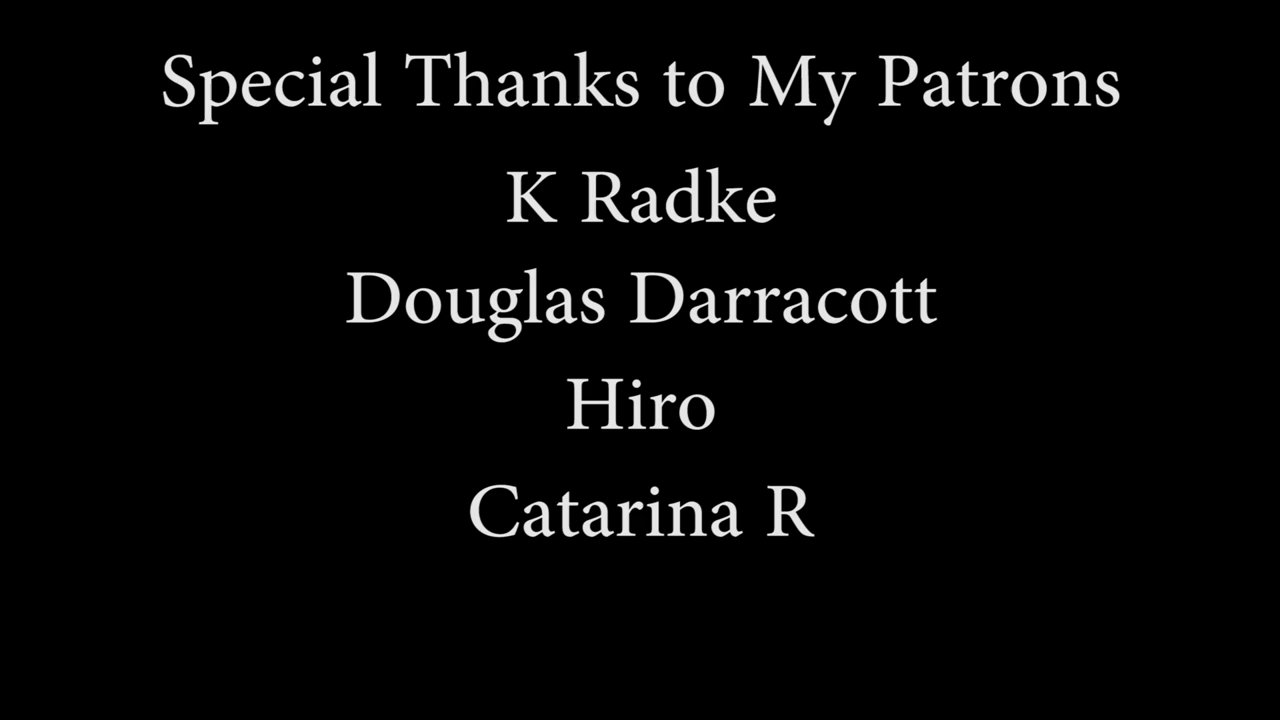 Special Thanks to My Patrons
K Radke
Douglas Darracott
Hiro
Catarina R